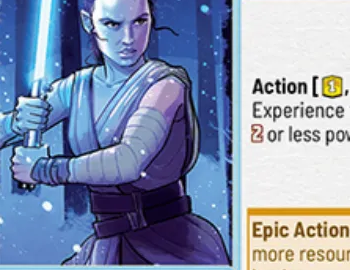 Action [1,
Experience
2 or less pow
Epic Action
more resour